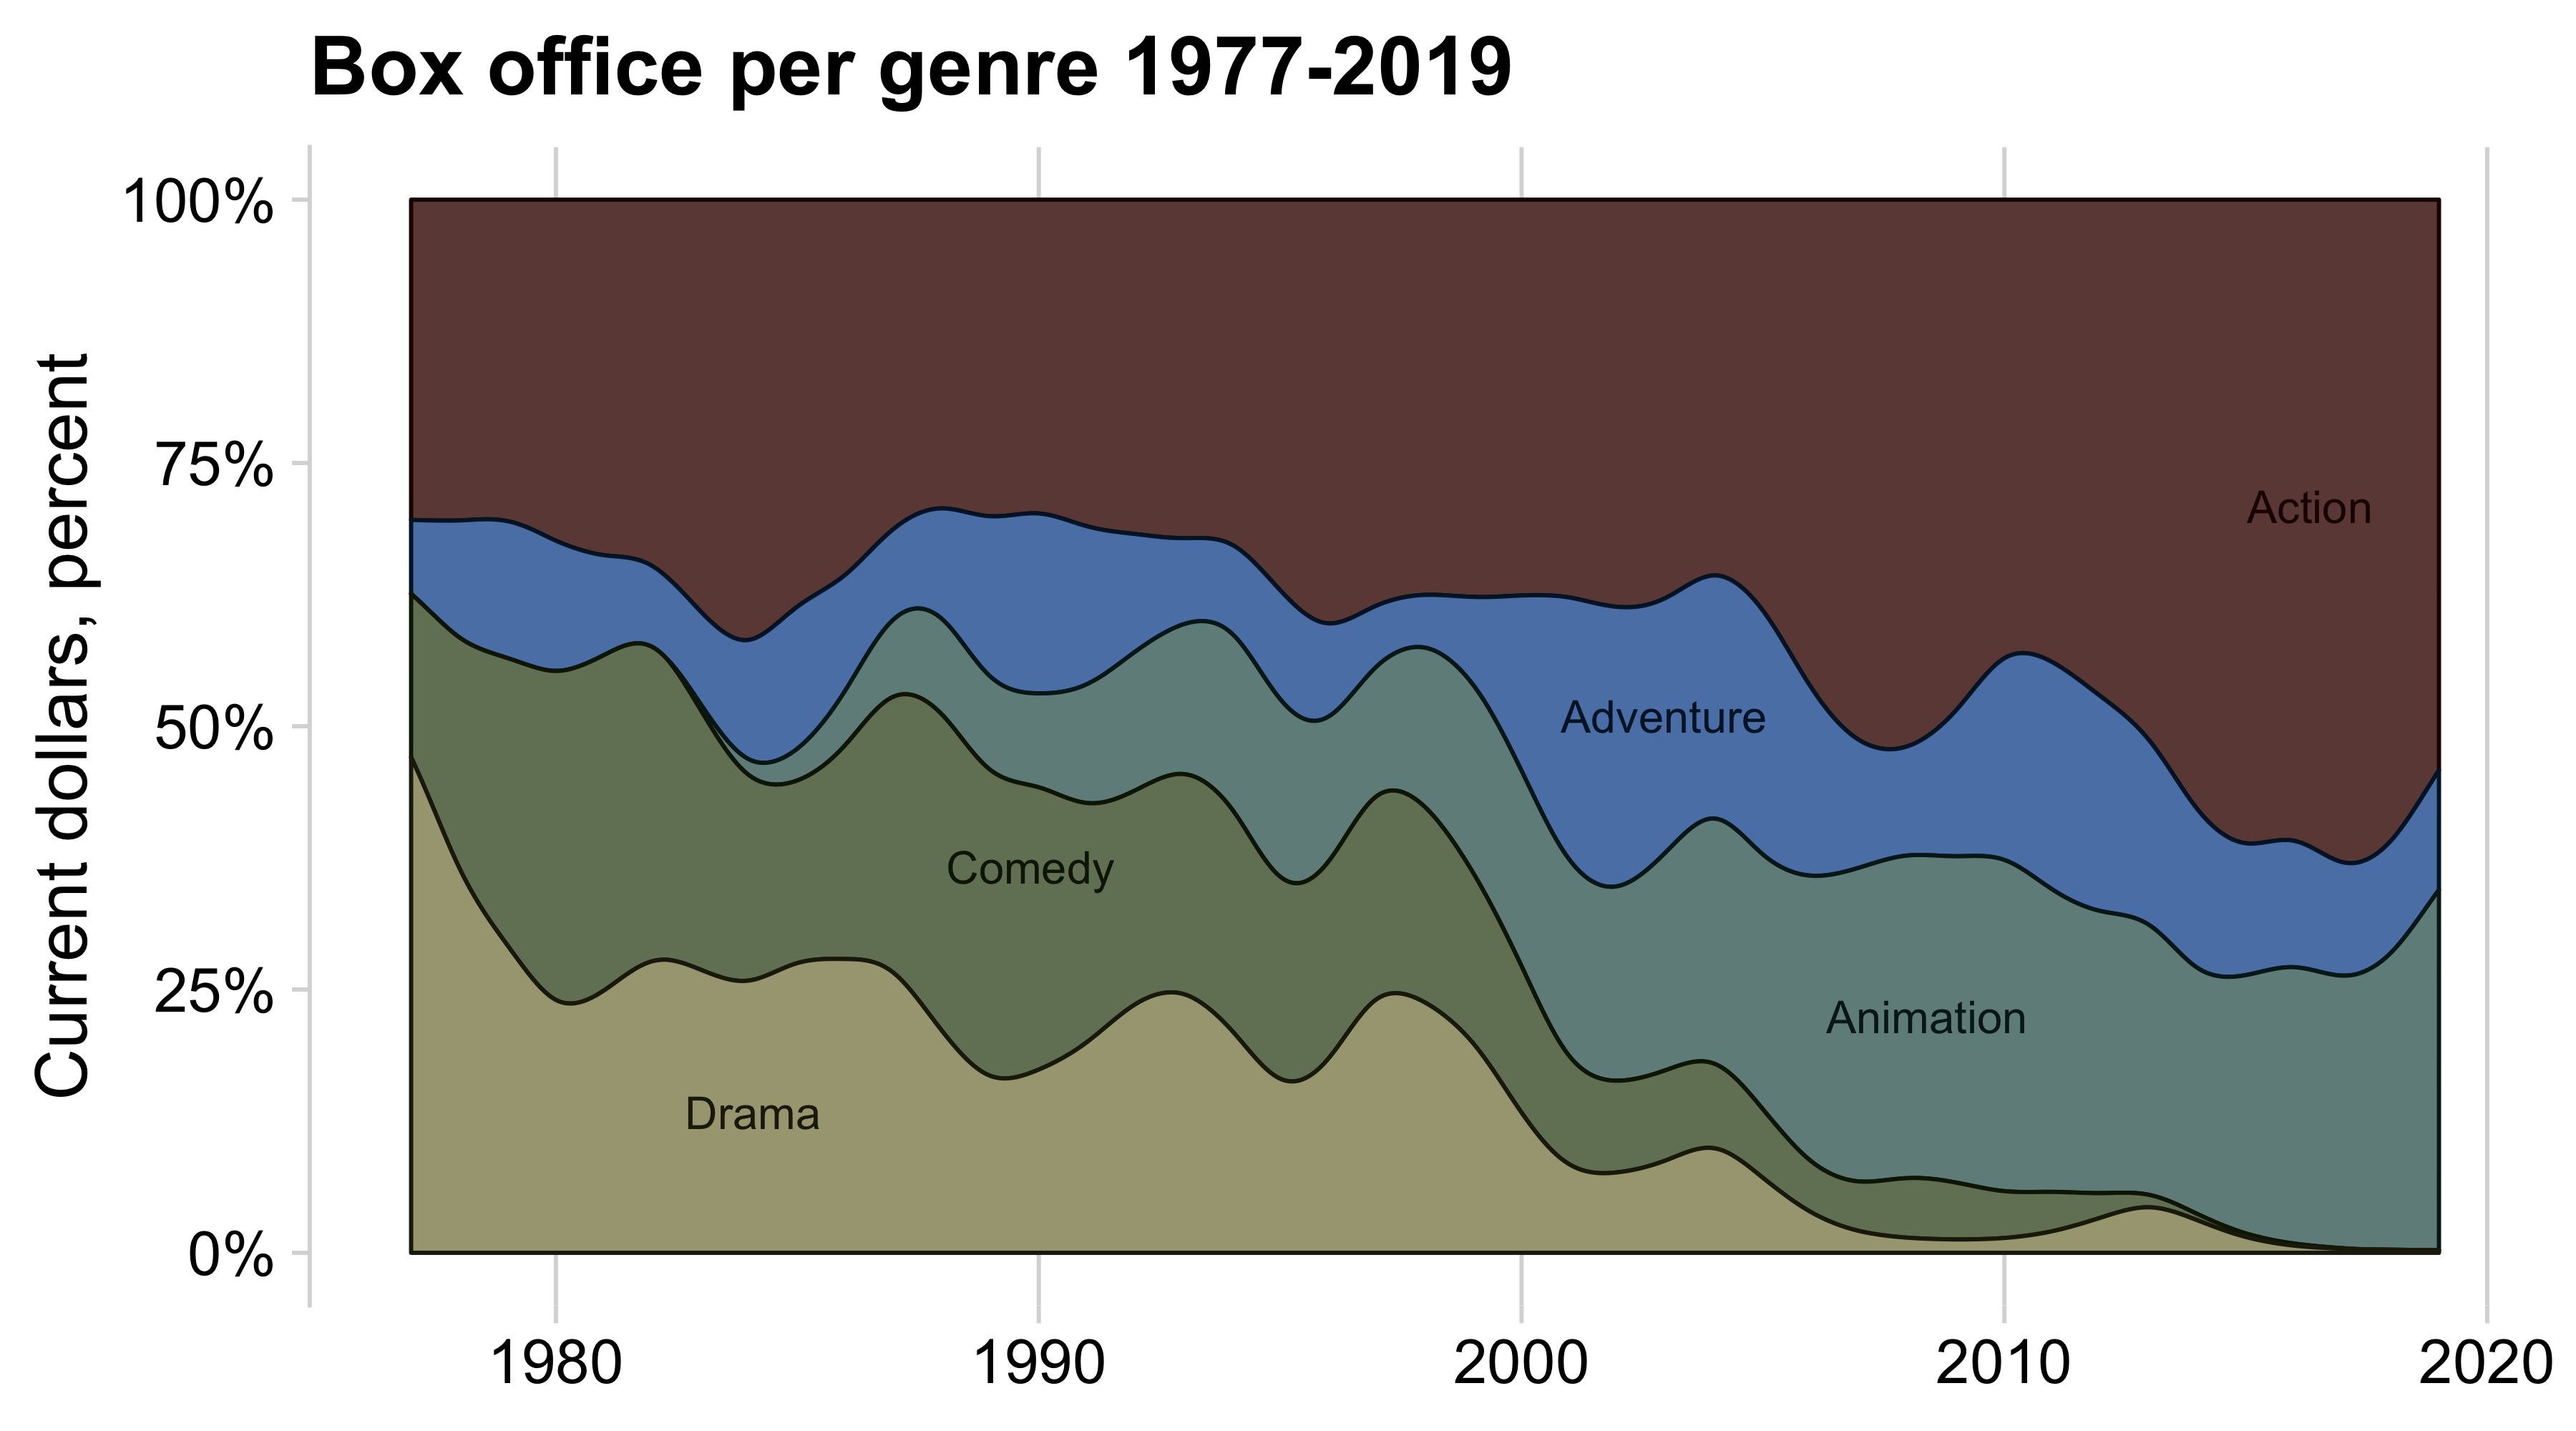 Box office per genre 1977-2019
Current dollars, percent
100%
75%
50%
25%
0%
Action
Adventure
Comedy
Animation
Drama
1980
1990
2000
2010
2020